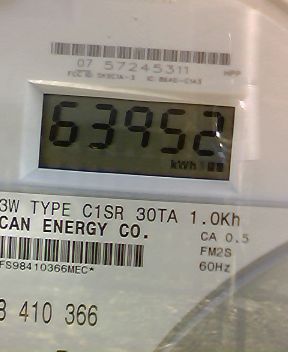 07 57245311
63952
kWh
3W TYPE C1SR 30TA 1.0Kh
CAN ENERGY CO.
CA 0.5
FM2S
60Hz
FS98410366MEC*
8 410 366